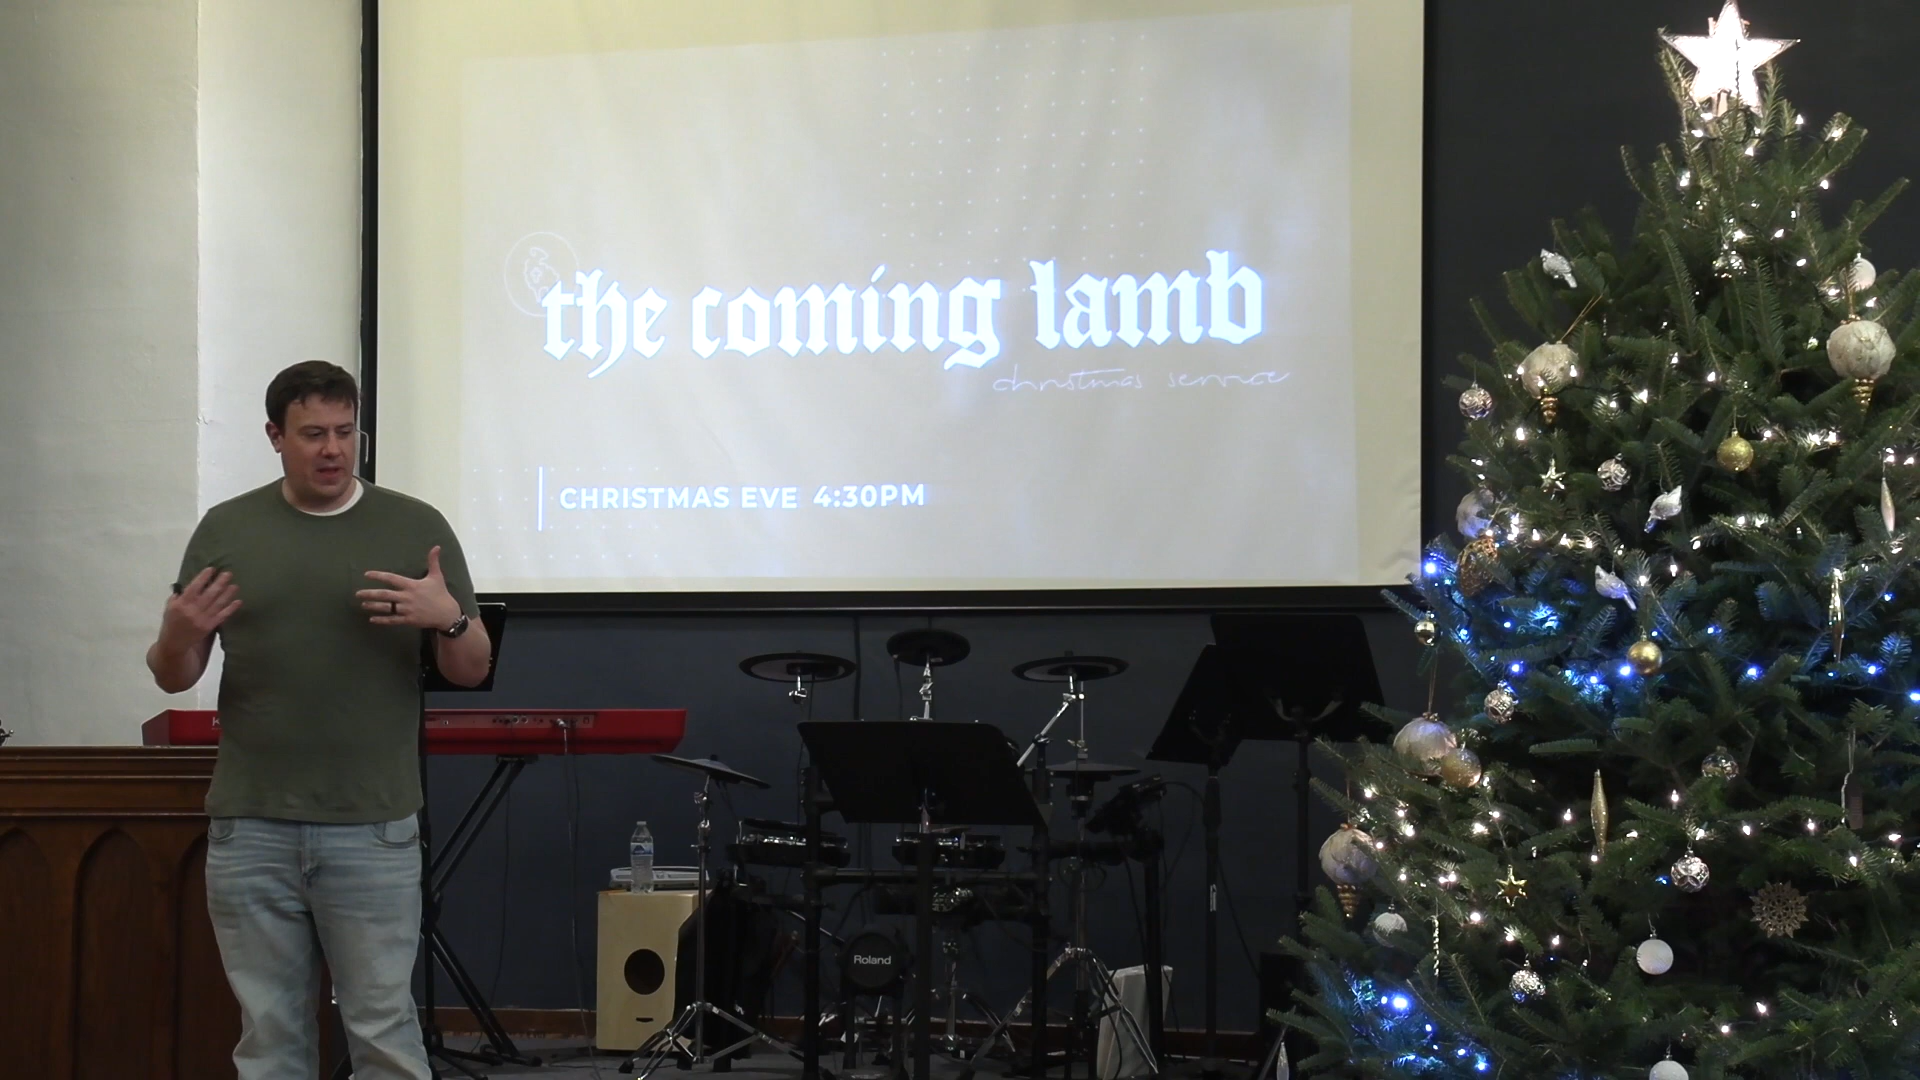 the coming lamb
christmas service
CHRISTMAS EVE 4:30PM
Roland